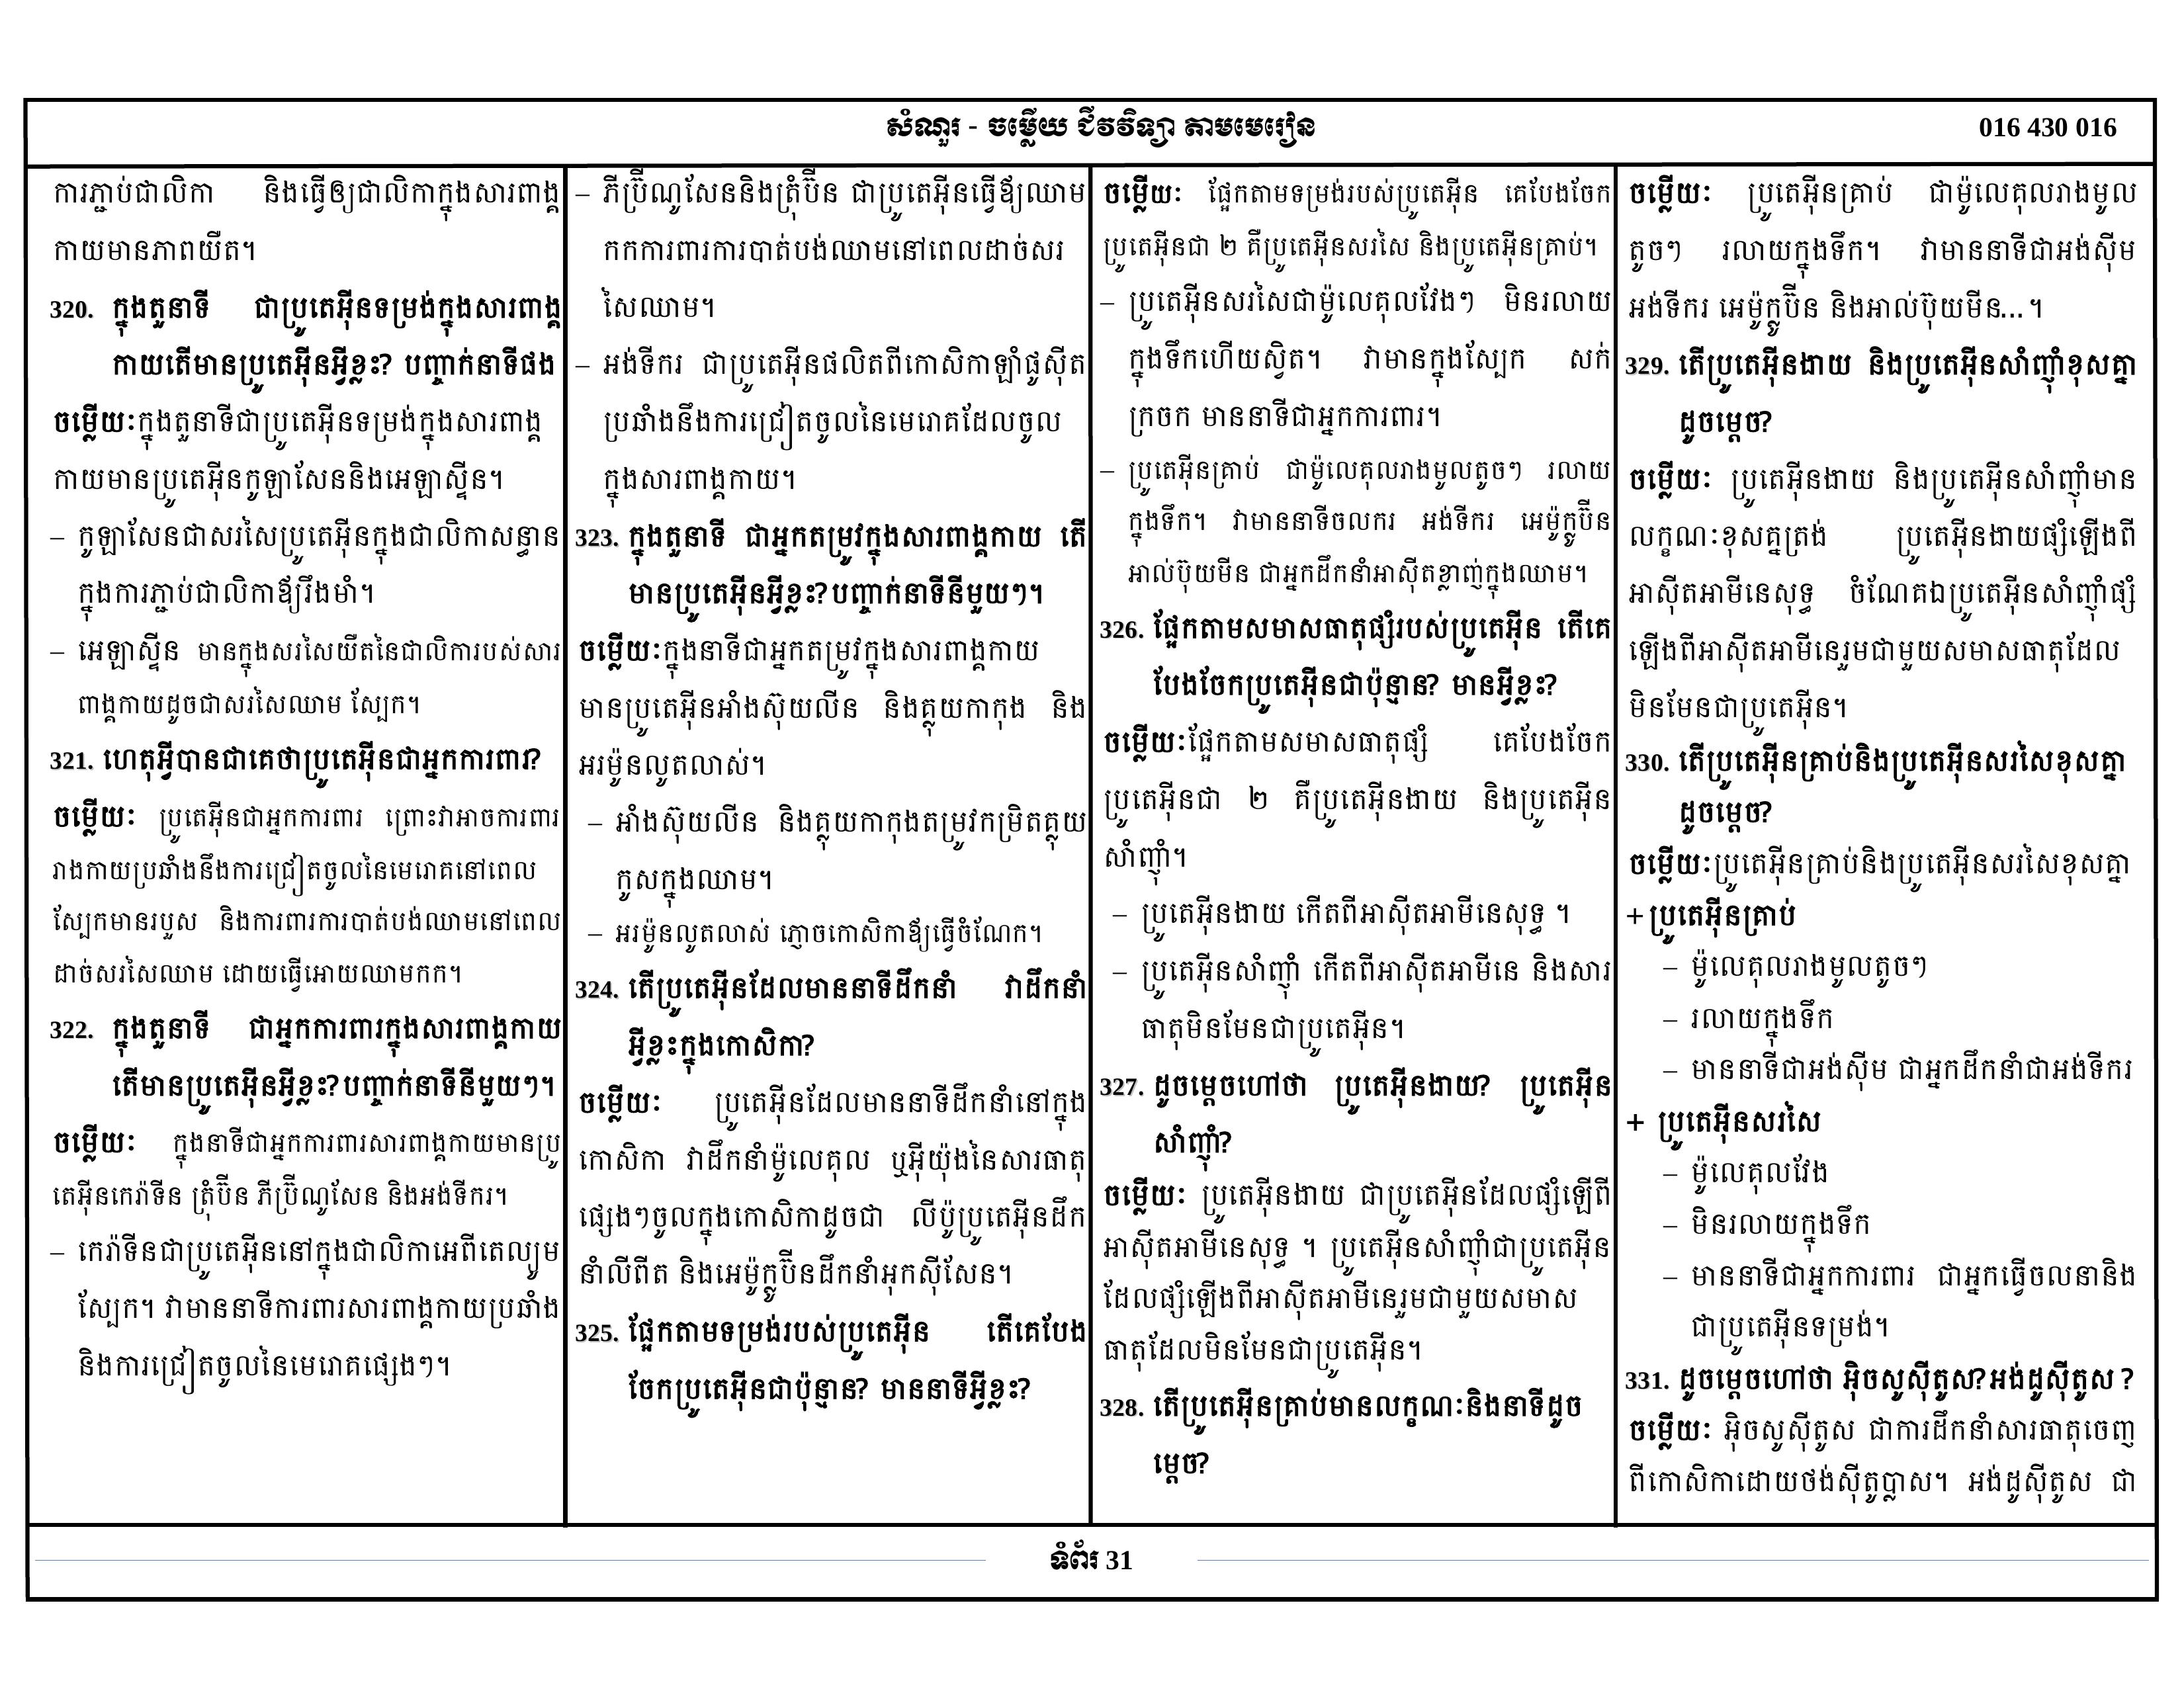 សំណួរ - ចម្លើយ ជីវវិទ្យា តាមមេរៀន
016 430 016
ការភ្ជាប់ជាលិកា និងធ្វើឲ្យជាលិកាក្នុងសារពាង្គ
កាយមានភាពយឺត។
320. ក្នុងតួនាទី ជាប្រូតេអ៊ីនទម្រង់ក្នុងសារពាង្គ
កាយតើមានប្រូតេអ៊ីនអ្វីខ្លះ? បញ្ជាក់នាទីផង
ចម្លើយ:ក្នុងតួនាទីជាប្រូតេអ៊ីនទម្រង់ក្នុងសារពាង្គ
កាយមានប្រូតេអ៊ីនកូឡាសែននិងអេឡាស្ទីន។
– កូឡាសែនជាសរសៃប្រូតេអ៊ីនក្នុងជាលិកាសន្ធាន
ក្នុងការភ្ជាប់ជាលិកាឪ្យរឹងមាំ។
– អេឡាស្ទីន មានក្នុងសរសៃយឺតនៃជាលិការបស់សារ
ពាង្គកាយដូចជាសរសៃឈាម ស្បែក។
321. ហេតុអ្វីបានជាគេថាប្រូតេអ៊ីនជាអ្នកការពារ?
ចម្លើយ: ប្រូតេអ៊ីនជាអ្នកការពារ ព្រោះវាអាចការពារ
រាងកាយប្រឆាំងនឹងការជ្រៀតចូលនៃមេរោគនៅពេល
ស្បែកមានរបួស និងការពារការបាត់បង់ឈាមនៅពេល
ដាច់សរសៃឈាម ដោយធ្វើអោយឈាមកក។
322. ក្នុងតួនាទី ជាអ្នកការពារក្នុងសារពាង្គកាយ
តើមានប្រូតេអ៊ីនអ្វីខ្លះ?បញ្ជាក់នាទីនីមួយៗ។
ចម្លើយ: ក្នុងនាទីជាអ្នកការពារសារពាង្គកាយមានប្រូ
តេអ៊ីនកេរ៉ាទីន ត្រុំប៊ីន ភីប្រ៊ីណូសែន និងអង់ទីករ។
– កេរ៉ាទីនជាប្រូតេអ៊ីននៅក្នុងជាលិកាអេពីតេល្យូម
ស្បែក។ វាមាននាទីការពារសារពាង្គកាយប្រឆាំង
និងការជ្រៀតចូលនៃមេរោគផ្សេងៗ។
– ភីប្រ៊ីណូសែននិងត្រុំប៊ីន ជាប្រូតេអ៊ីនធ្វើឪ្យឈាម
កកការពារការបាត់បង់ឈាមនៅពេលដាច់សរ
សៃឈាម។
– អង់ទីករ ជាប្រូតេអ៊ីនផលិតពីកោសិកាឡាំផូស៊ីត
ប្រឆាំងនឹងការជ្រៀតចូលនៃមេរោគដែលចូល
ក្នុងសារពាង្គកាយ។
323. ក្នុងតួនាទី ជាអ្នកតម្រូវក្នុងសារពាង្គកាយ តើ
មានប្រូតេអ៊ីនអ្វីខ្លះ?បញ្ជាក់នាទីនីមួយៗ។
ចម្លើយ:ក្នុងនាទីជាអ្នកតម្រូវក្នុងសារពាង្គកាយ
មានប្រូតេអ៊ីនអាំងស៊ុយលីន និងគ្លុយកាកុង និង
អរម៉ូនលូតលាស់។
– អាំងស៊ុយលីន និងគ្លុយកាកុងតម្រូវកម្រិតគ្លុយ
កូសក្នុងឈាម។
– អរម៉ូនលូតលាស់ ភ្ញោចកោសិកាឪ្យធ្វើចំណែក។
324. តើប្រូតេអ៊ីនដែលមាននាទីដឹកនាំ វាដឹកនាំ
អ្វីខ្លះក្នុងកោសិកា?
ចម្លើយ: ប្រូតេអ៊ីនដែលមាននាទីដឹកនាំនៅក្នុង
កោសិកា វាដឹកនាំម៉ូលេគុល ឬអ៊ីយ៉ុងនៃសារធាតុ
ផ្សេងៗចូលក្នុងកោសិកាដូចជា លីប៉ូប្រូតេអ៊ីនដឹក
នាំលីពីត និងអេម៉ូក្លូប៊ីនដឹកនាំអុកស៊ីសែន។
325. ផ្អែកតាមទម្រង់របស់ប្រូតេអ៊ីន តើគេបែង
ចែកប្រូតេអ៊ីនជាប៉ុន្មាន? មាននាទីអ្វីខ្លះ?
ចម្លើយ: ផ្អែកតាមទម្រង់របស់ប្រូតេអ៊ីន គេបែងចែក
ប្រូតេអ៊ីនជា ២ គឺប្រូតេអ៊ីនសរសៃ និងប្រូតេអ៊ីនគ្រាប់។
– ប្រូតេអ៊ីនសរសៃជាម៉ូលេគុលវែងៗ មិនរលាយ
ក្នុងទឹកហើយស្វិត។ វាមានក្នុងស្បែក សក់
ក្រចក មាននាទីជាអ្នកការពារ។
– ប្រូតេអ៊ីនគ្រាប់ ជាម៉ូលេគុលរាងមូលតូចៗ រលាយ
ក្នុងទឹក។ វាមាននាទីចលករ អង់ទីករ អេម៉ូក្លូប៊ីន
អាល់ប៊ុយមីន ជាអ្នកដឹកនាំអាស៊ីតខ្លាញ់ក្នុងឈាម។
326. ផ្អែកតាមសមាសធាតុផ្សំរបស់ប្រូតេអ៊ីន តើគេ
បែងចែកប្រូតេអ៊ីនជាប៉ុន្មាន? មានអ្វីខ្លះ?
ចម្លើយ:ផ្អែកតាមសមាសធាតុផ្សំ គេបែងចែក
ប្រូតេអ៊ីនជា ២ គឺប្រូតេអ៊ីនងាយ និងប្រូតេអ៊ីន
សាំញ៉ាំ។
– ប្រូតេអ៊ីនងាយ កើតពីអាស៊ីតអាមីនេសុទ្ធ ។
– ប្រូតេអ៊ីនសាំញ៉ាំ កើតពីអាស៊ីតអាមីនេ និងសារ
ធាតុមិនមែនជាប្រូតេអ៊ីន។
327. ដូចម្ដេចហៅថា ប្រូតេអ៊ីនងាយ? ប្រូតេអ៊ីន
សាំញ៉ាំ?
ចម្លើយ: ប្រូតេអ៊ីនងាយ ជាប្រូតេអ៊ីនដែលផ្សំឡើពី
អាស៊ីតអាមីនេសុទ្ធ ។ ប្រូតេអ៊ីនសាំញ៉ាំជាប្រូតេអ៊ីន
ដែលផ្សំឡើងពីអាស៊ីតអាមីនេរួមជាមួយសមាស
ធាតុដែលមិនមែនជាប្រូតេអ៊ីន។
328. តើប្រូតេអ៊ីនគ្រាប់មានលក្ខណ:និងនាទីដូច
ម្ដេច?
ចម្លើយ: ប្រូតេអ៊ីនគ្រាប់ ជាម៉ូលេគុលរាងមូល
តូចៗ រលាយក្នុងទឹក។ វាមាននាទីជាអង់ស៊ីម
អង់ទីករ អេម៉ូក្លូប៊ីន និងអាល់ប៊ុយមីន...។
329. តើប្រូតេអ៊ីនងាយ និងប្រូតេអ៊ីនសាំញ៉ាំខុសគ្នា
ដូចម្ដេច?
ចម្លើយ: ប្រូតេអ៊ីនងាយ និងប្រូតេអ៊ីនសាំញ៉ាំមាន
លក្ខណ:ខុសគ្នត្រង់ ប្រូតេអ៊ីនងាយផ្សំឡើងពី
អាស៊ីតអាមីនេសុទ្ធ ចំណែកឯប្រូតេអ៊ីនសាំញ៉ាំផ្សំ
ឡើងពីអាស៊ីតអាមីនេរួមជាមួយសមាសធាតុដែល
មិនមែនជាប្រូតេអ៊ីន។
330. តើប្រូតេអ៊ីនគ្រាប់និងប្រូតេអ៊ីនសរសៃខុសគ្នា
ដូចម្ដេច?
ចម្លើយ:ប្រូតេអ៊ីនគ្រាប់និងប្រូតេអ៊ីនសរសៃខុសគ្នា
+ប្រូតេអ៊ីនគ្រាប់
– ម៉ូលេគុលរាងមូលតូចៗ
– រលាយក្នុងទឹក
– មាននាទីជាអង់ស៊ីម ជាអ្នកដឹកនាំជាអង់ទីករ
+ ប្រូតេអ៊ីនសរសៃ
– ម៉ូលេគុលវែង
– មិនរលាយក្នុងទឹក
– មាននាទីជាអ្នកការពារ ជាអ្នកធ្វើចលនានិង
ជាប្រូតេអ៊ីនទម្រង់។
331. ដូចម្ដេចហៅថា អ៊ិចសូស៊ីតូស?អង់ដូស៊ីតូស ?
ចម្លើយ: អ៊ិចសូស៊ីតូស ជាការដឹកនាំសារធាតុចេញ
ពីកោសិកាដោយថង់ស៊ីតូប្លាស។ អង់ដូស៊ីតូស ជា
ទំព័រ 31